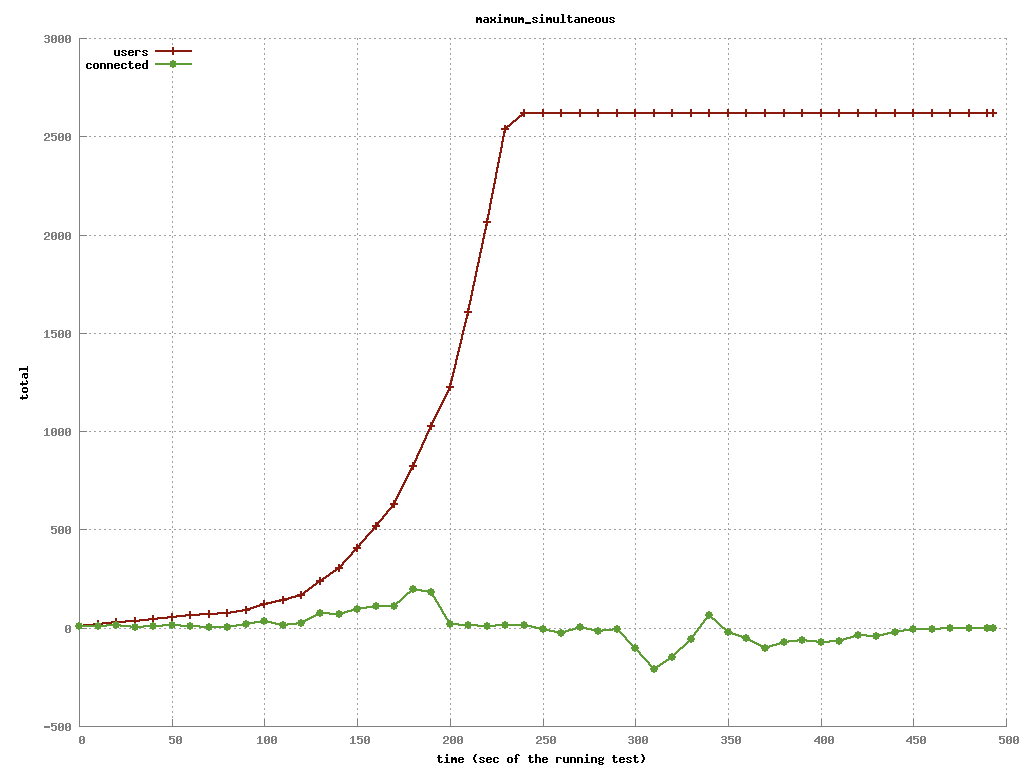 maximum_simultaneous
users
connected
3000
2500
2000
1500
1000
500
0
-500
total
0 50 100 150 200 250 300 350 400 450 500
time (sec of the running test)